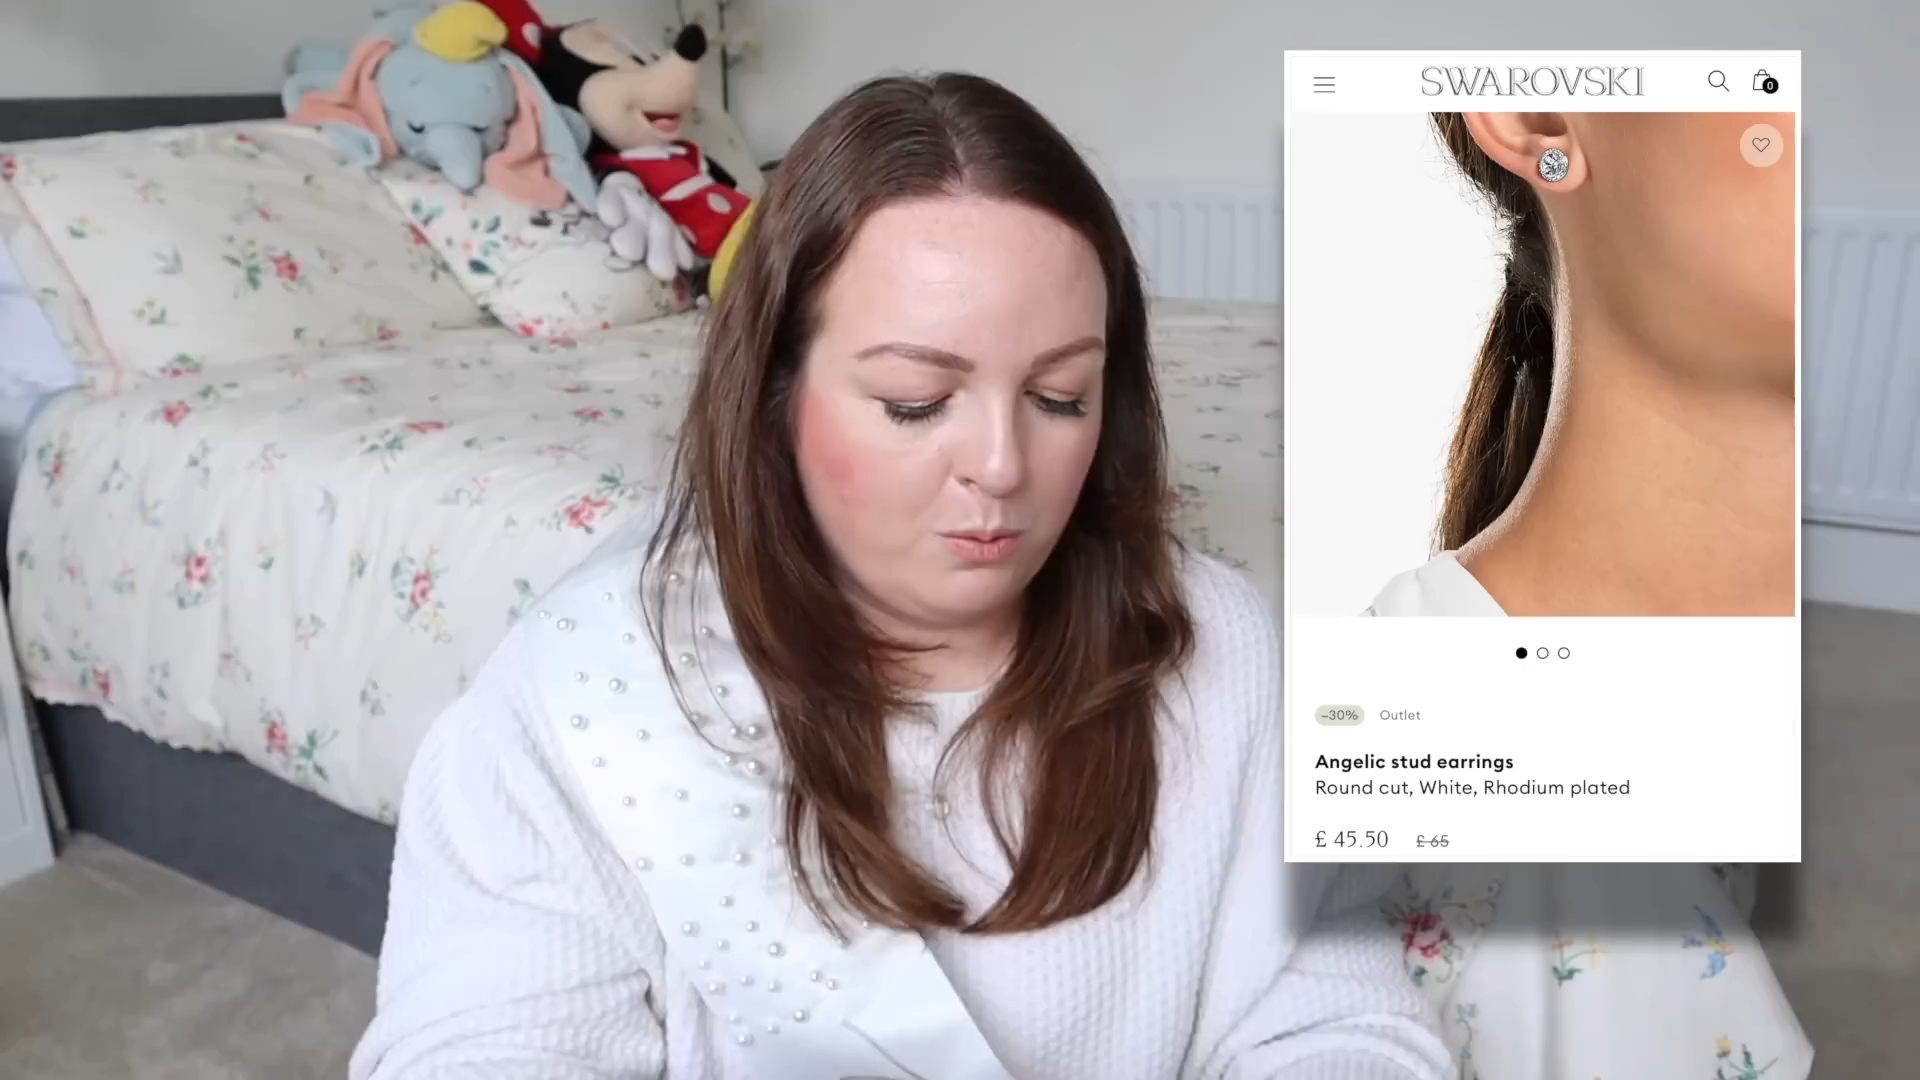 SWAROVSKI
0
-30% Outlet
Angelic stud earrings
Round cut, White, Rhodium plated
£ 45.50 £ 65